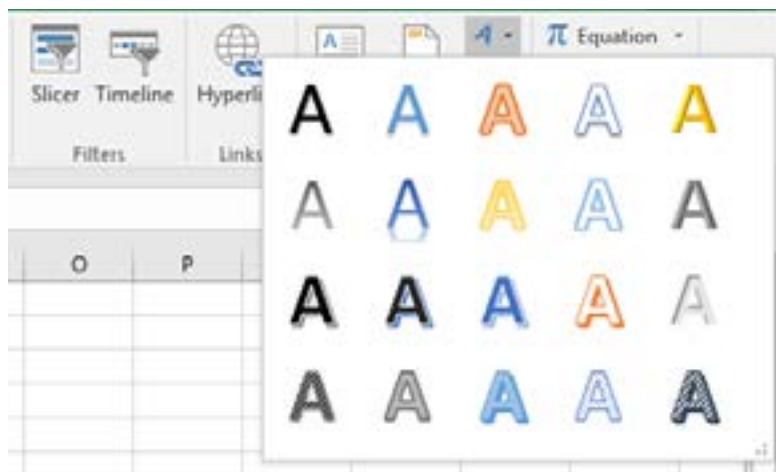 Equation
Slicer Timeline Hyperli
Filters Links
A A A A A
A A A A A
O P
A A A A A
A A A A A